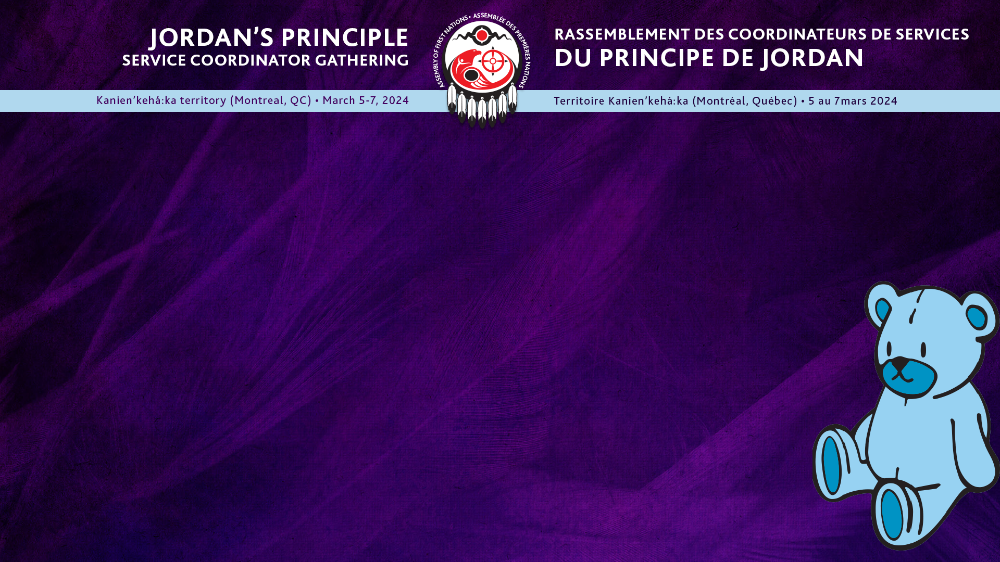 JORDAN’S PRINCIPLE
SERVICE COORDINATOR GATHERING
Kanien’kehá:ka territory (Montreal, QC) • March 5-7, 2024
ASSEMBLY OF FIRST NATIONS • ASSEMBLÉE DES PREMIÈRES NATIONS
RASSEMBLEMENT DES COORDINATEURS DE SERVICES
DU PRINCIPE DE JORDAN
Territoire Kanien’kehá:ka (Montréal, Québec) • 5 au 7mars 2024